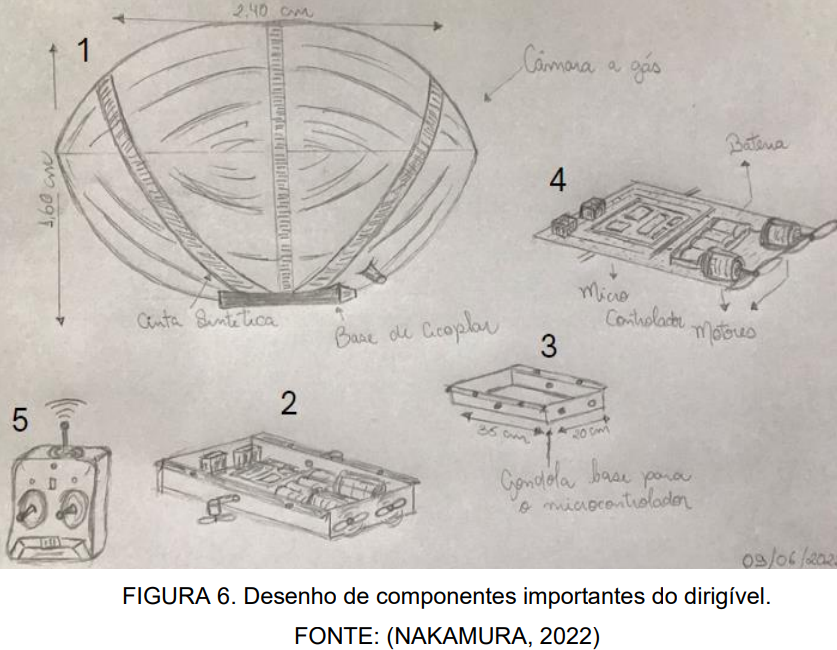 2.40 cm
1
Câmara a gás
1,60 cm
4
Bateria
Cinta Sintética
Base de Acoplar
Micro
Controlador
Motores
3
35 cm
20 cm
Gondola base para
o microcontrolador
5
2
09/06/202
FIGURA 6. Desenho de componentes importantes do dirigível.
FONTE: (NAKAMURA, 2022)